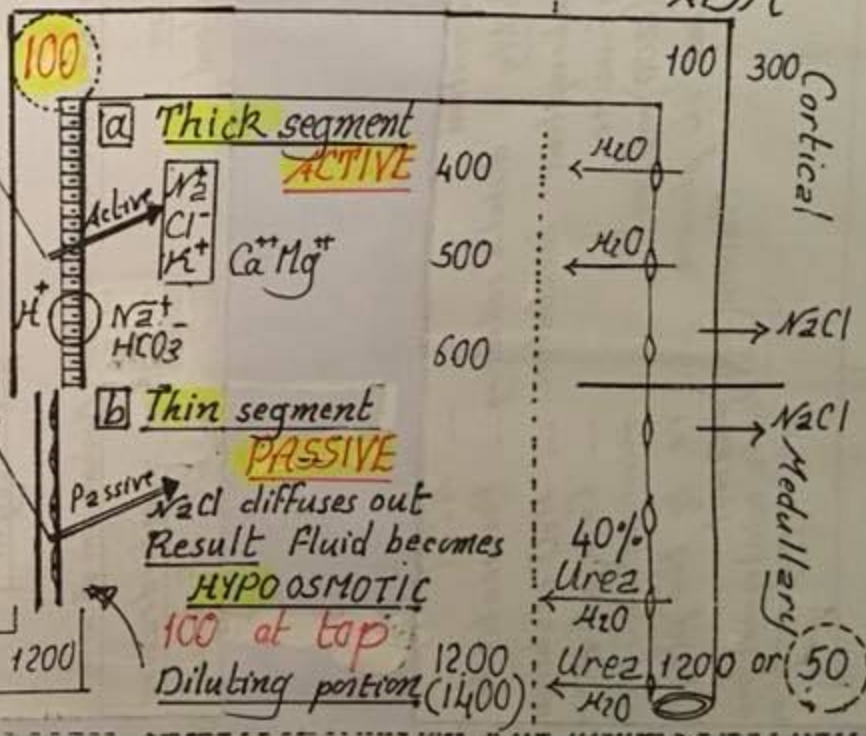 100
100 300
Cortical
a Thick segment
ACTIVE
Active
Na+
Cl-
K+
Ca++ Mg++
400
500
600
H2O
H2O
H+
Na+
HCO3-
NaCl
NaCl
b Thin segment
PASSIVE
Passive
NaCl diffuses out
Result Fluid becomes
HYPOOSMOTIC
100 at top
Diluting portion
1200
1200
(1400)
40%
Urea
H2O
Urea
H2O
1200 or 50
Medullary